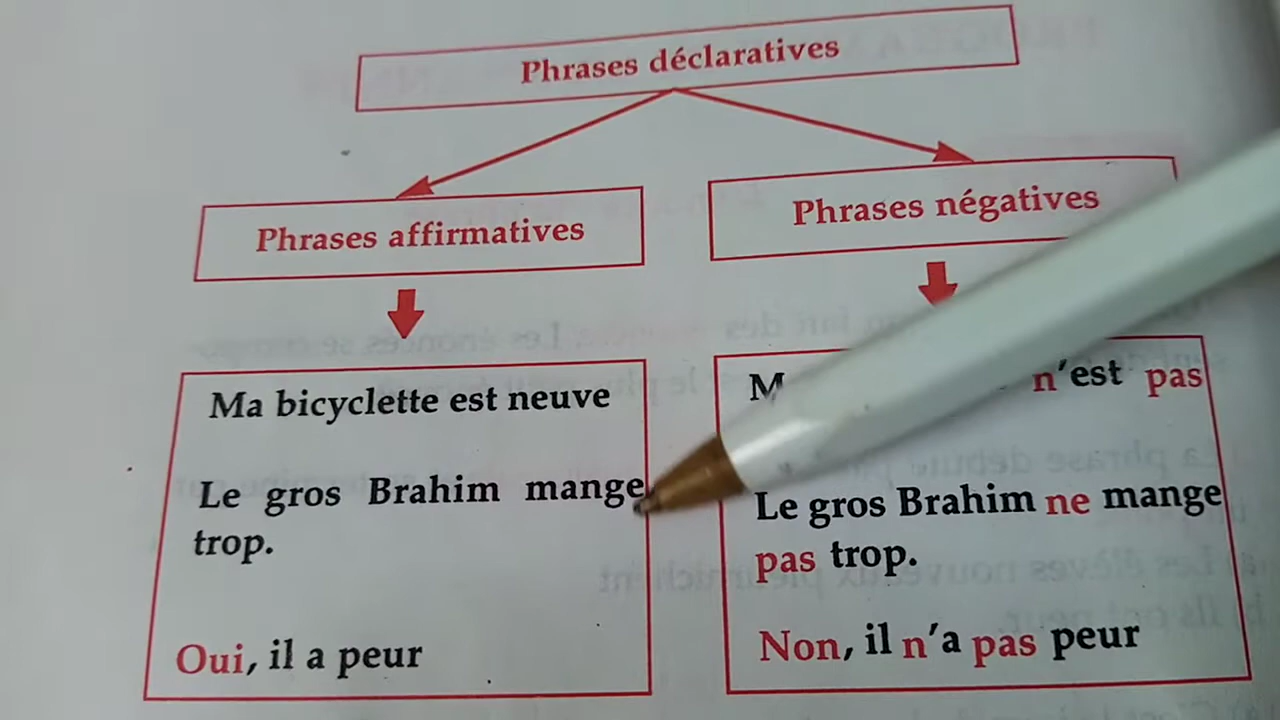 Phrases déclaratives
Phrases affirmatives
Phrases négatives
Ma bicyclette est neuve
Le gros Brahim mange
trop.
Oui, il a peur
n'est pas
Le gros Brahim ne mange
pas trop.
Non, il n'a pas peur